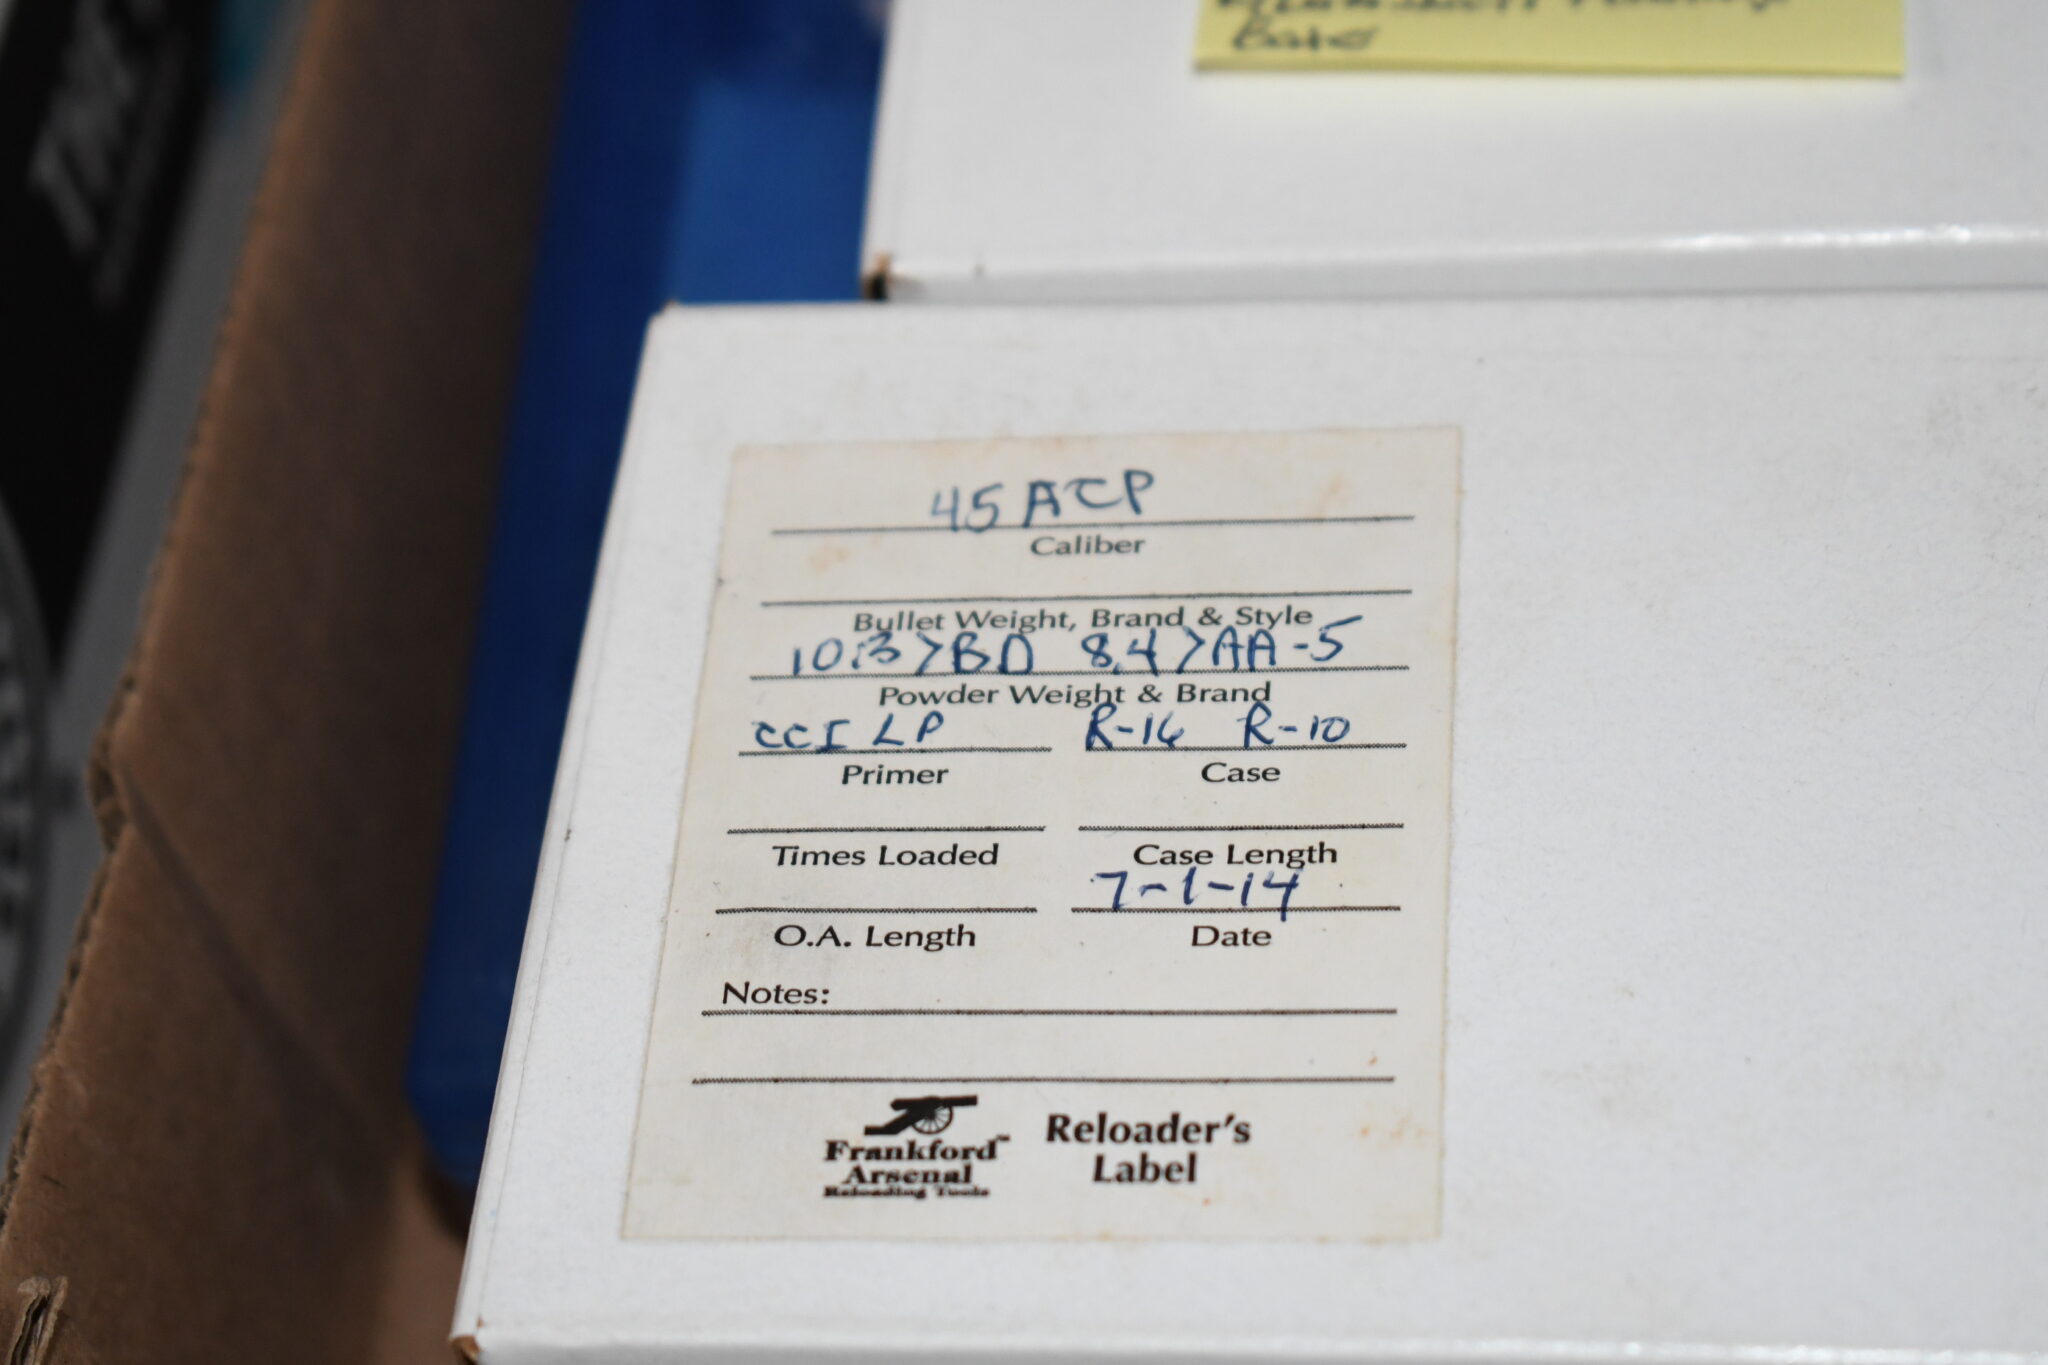 45 ACP
Caliber
Bullet Weight, Brand & Style
10.3 > BD 8.4 > AA-5
Powder Weight & Brand
CCI LP R-16 R-10
Primer Case
Times Loaded Case Length
7-1-14
O.A. Length Date
Notes:
Frankford™ Reloader's
Arsenal Label
Reloading Tools